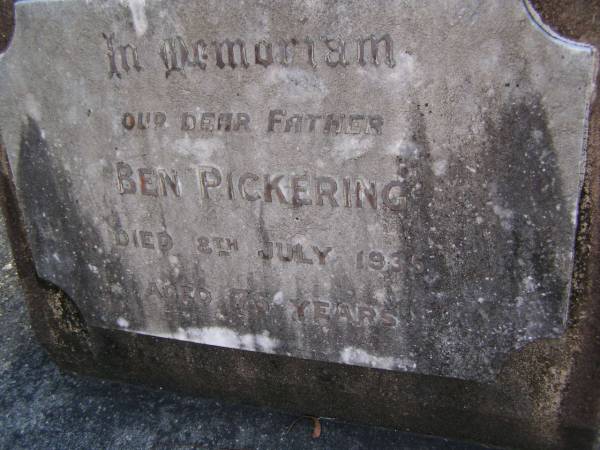 In Memoriam
OUR DEAR FATHER
BEN PICKERING
DIED 8TH JULY
AGED YEARS